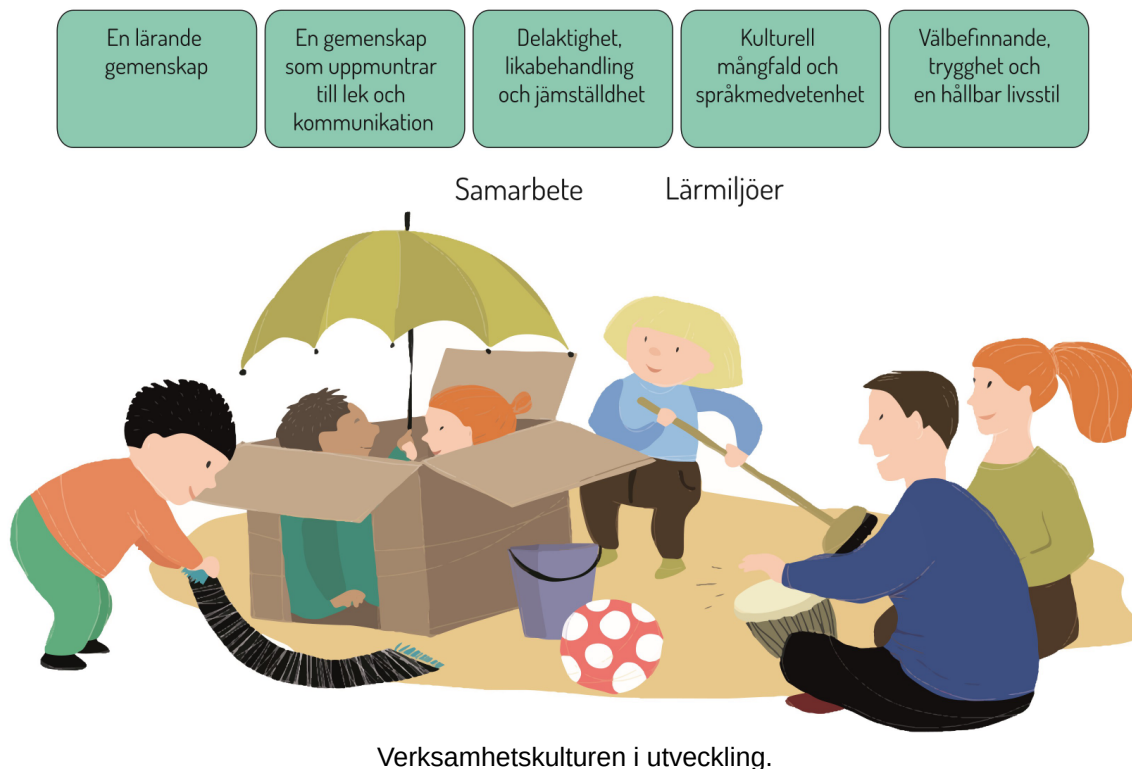 En lärande
gemenskap
En gemenskap
som uppmuntrar
till lek och
kommunikation
Delaktighet,
likabehandling
och jämställdhet
Kulturell
mångfald och
språkmedvetenhet
Välbefinnande,
trygghet och
en hållbar livsstil
Samarbete
Lärmiljöer
Verksamhetskulturen i utveckling.